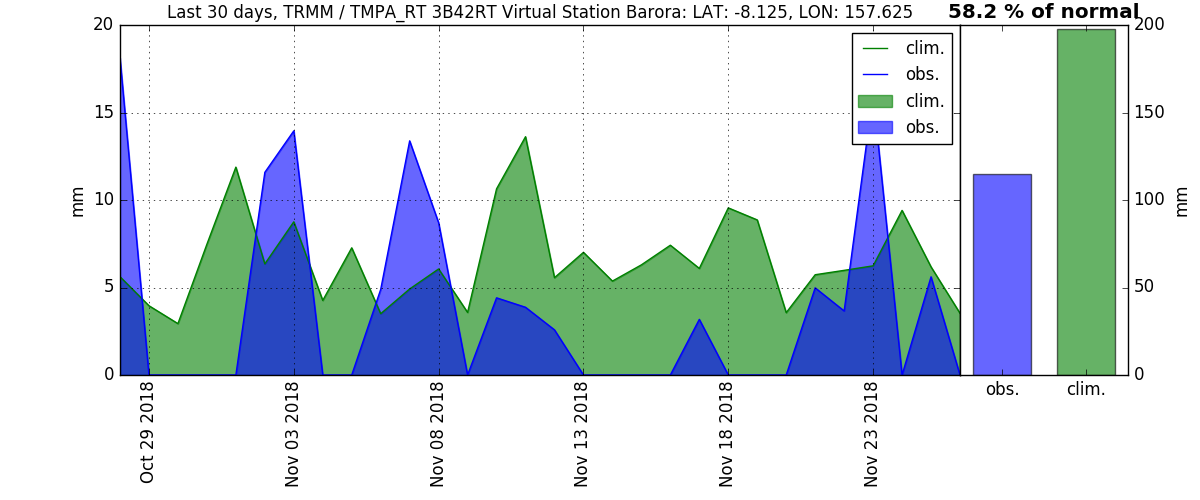 Last 30 days, TRMM / TMPA_RT 3B42RT Virtual Station Barora: LAT: -8.125, LON: 157.625
58.2 % of normal
20
15
10
5
0
mm
clim.
obs.
clim.
obs.
200
150
100
50
0
mm
obs.
clim.
Oct 29 2018
Nov 03 2018
Nov 08 2018
Nov 13 2018
Nov 18 2018
Nov 23 2018